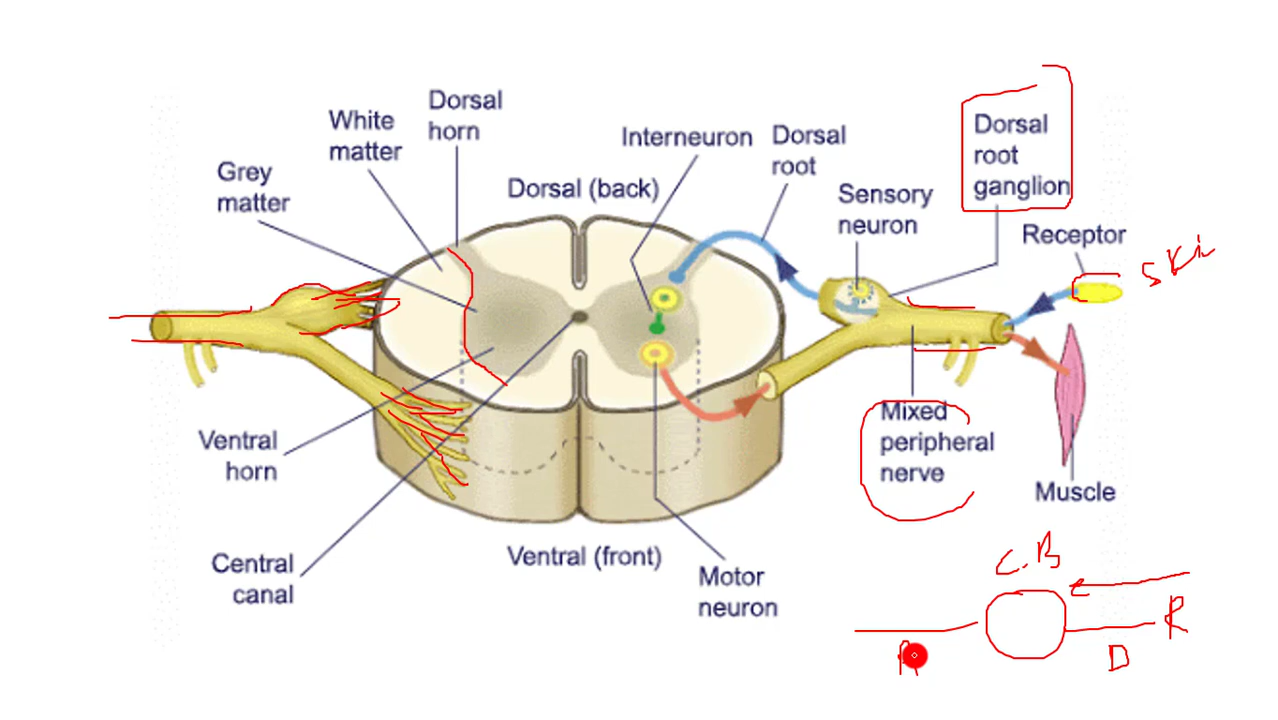 Dorsal
horn
White
matter
Grey
matter
Dorsal (back)
Interneuron
Dorsal
root
Sensory
neuron
Dorsal
root
ganglion
Receptor
Ski
Mixed
peripheral
nerve
Muscle
Ventral
horn
Central
canal
Ventral (front)
Motor
neuron
C.B
R
D